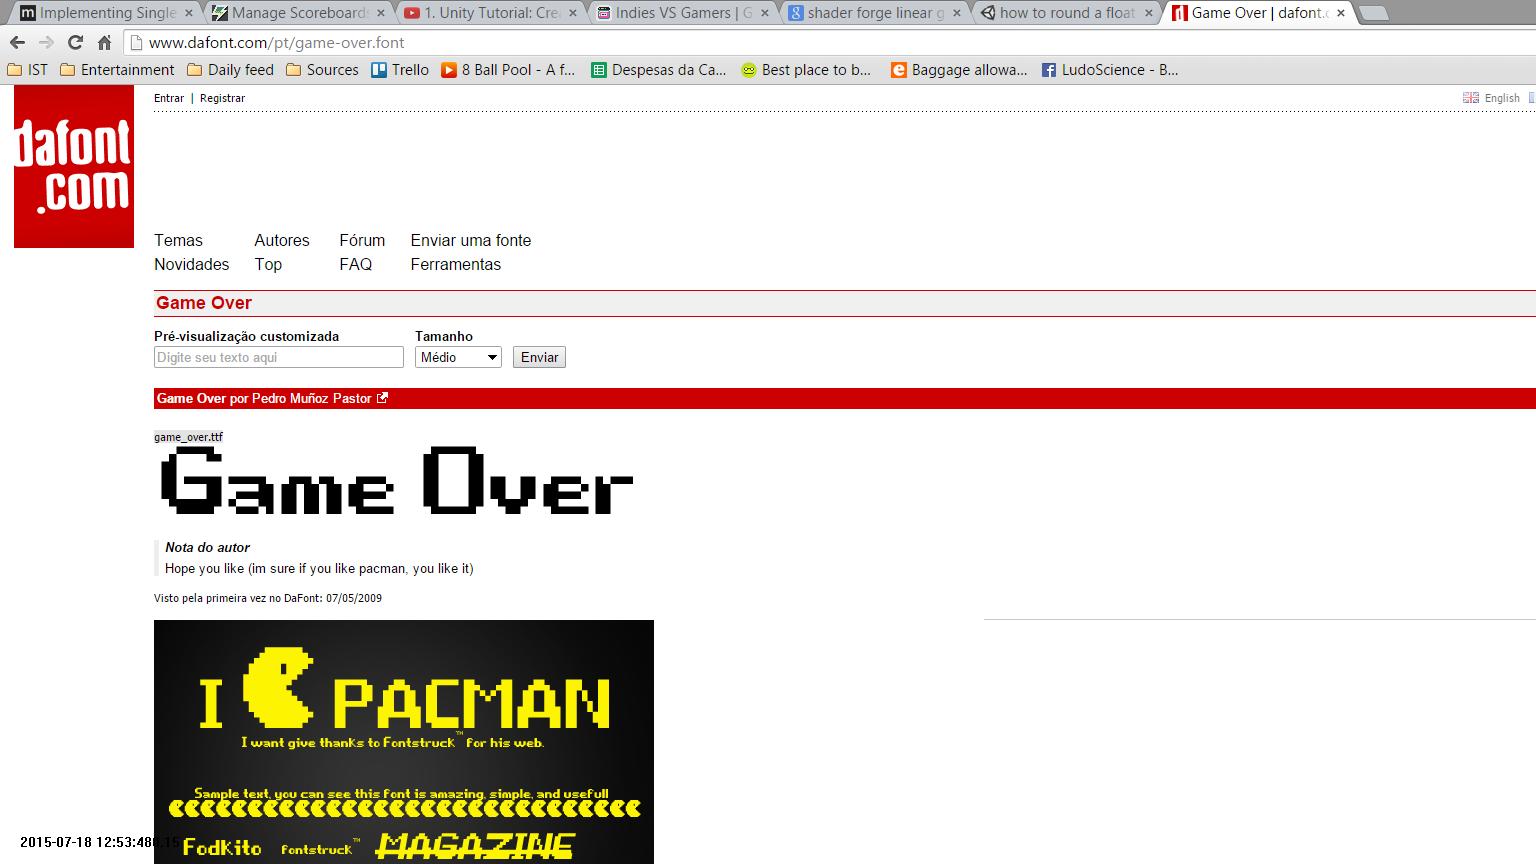 Implementing Single
Manage Scoreboards
1. Unity Tutorial: Cre
Indies VS Gamers | G
shader forge linear g
how to round a float
Game Over | dafont.c
www.dafont.com/pt/game-over.font
IST
Entertainment
Daily feed
Sources
Trello
8 Ball Pool - A f...
Despesas da Ca...
Best place to b...
Baggage allowa...
LudoScience - B...
dafont
.com
Entrar | Registrar
English
Temas Autores Fórum Enviar uma fonte
Novidades Top FAQ Ferramentas
Game Over
Pré-visualização customizada Tamanho
Digite seu texto aqui Médio Enviar
Game Over por Pedro Muñoz Pastor
game_over.ttf
Game Over
Nota do autor
Hope you like (im sure if you like pacman, you like it)
Visto pela primeira vez no DaFont: 07/05/2009
I PACMAN
I want give thanks to Fontstruck™ for his web.
Sample text, you can see this font is amazing, simple, and usefull
FodKito fontstruck™ MAGAZINE
2015-07-18 12:53:48